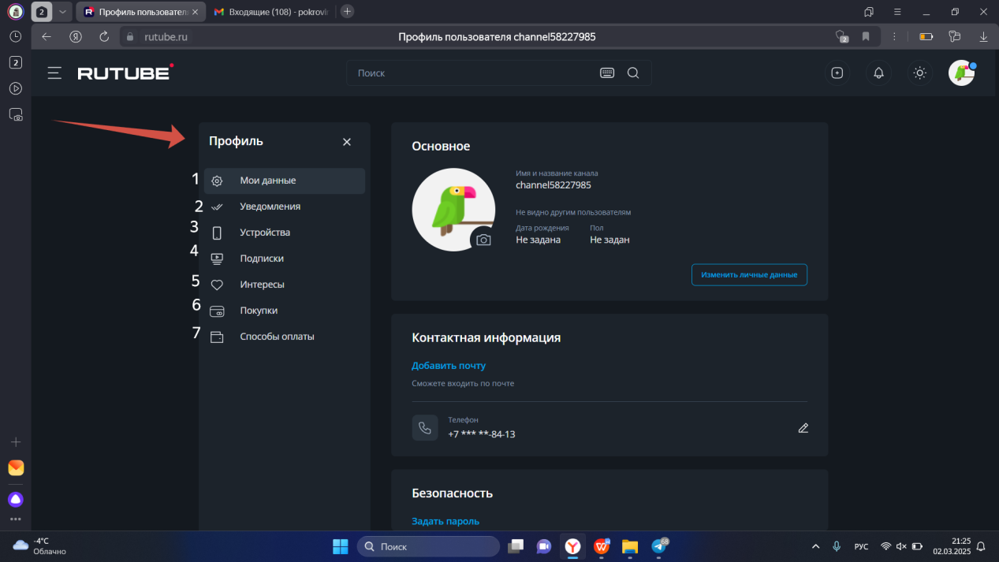 2
Профиль пользовател
Входящие (108) - pokrovi
rutube.ru
Профиль пользователя channel58227985
2
2
RUTUBE
Поиск
Профиль
1 Мои данные
2 Уведомления
3 Устройства
4 Подписки
5 Интересы
6 Покупки
7 Способы оплаты
Основное
Имя и название канала
channel58227985
Не видно другим пользователям
Дата рождения Пол
Не задана Не задан
Изменить личные данные
Контактная информация
Добавить почту
Сможете входить по почте
Телефон
+7 *** **-84-13
Безопасность
Задать пароль
-4°C
Облачно
Поиск
68
РУС
21:25
02.03.2025